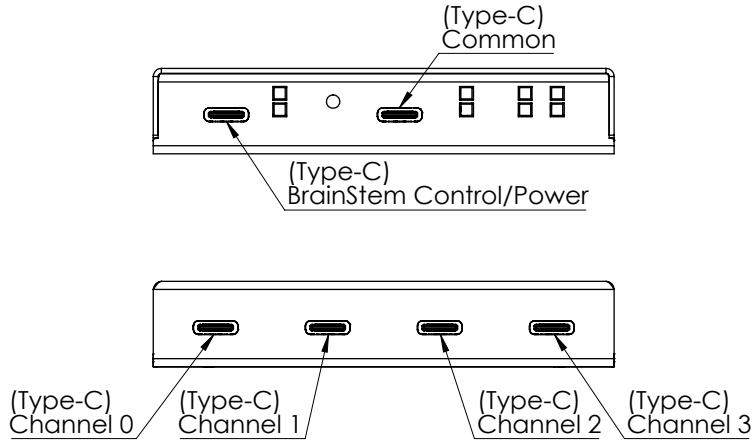 (Type-C)
Common
(Type-C)
BrainStem Control/Power
(Type-C)
Channel 0
(Type-C)
Channel 1
(Type-C)
Channel 2
(Type-C)
Channel 3